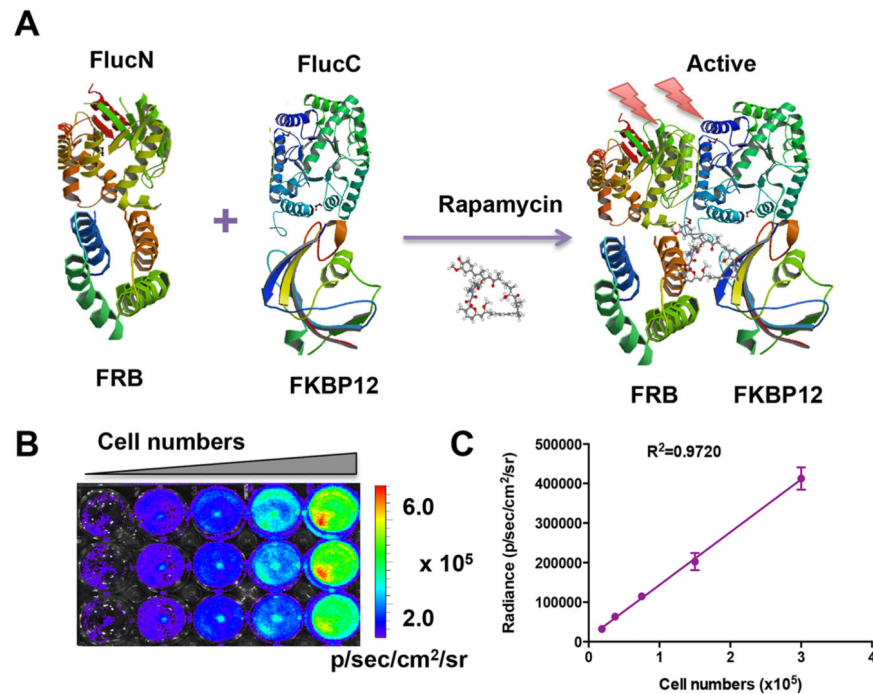 A
FlucN
FlucC
Active
+
Rapamycin
FRB
FKBP12
FRB
FKBP12
B
Cell numbers
6.0
x 10⁵
2.0
p/sec/cm²/sr
C
R²=0.9720
Radiance (p/sec/cm²/sr)
500000
400000
300000
200000
100000
0
0
1
2
3
4
Cell numbers (x10⁵)